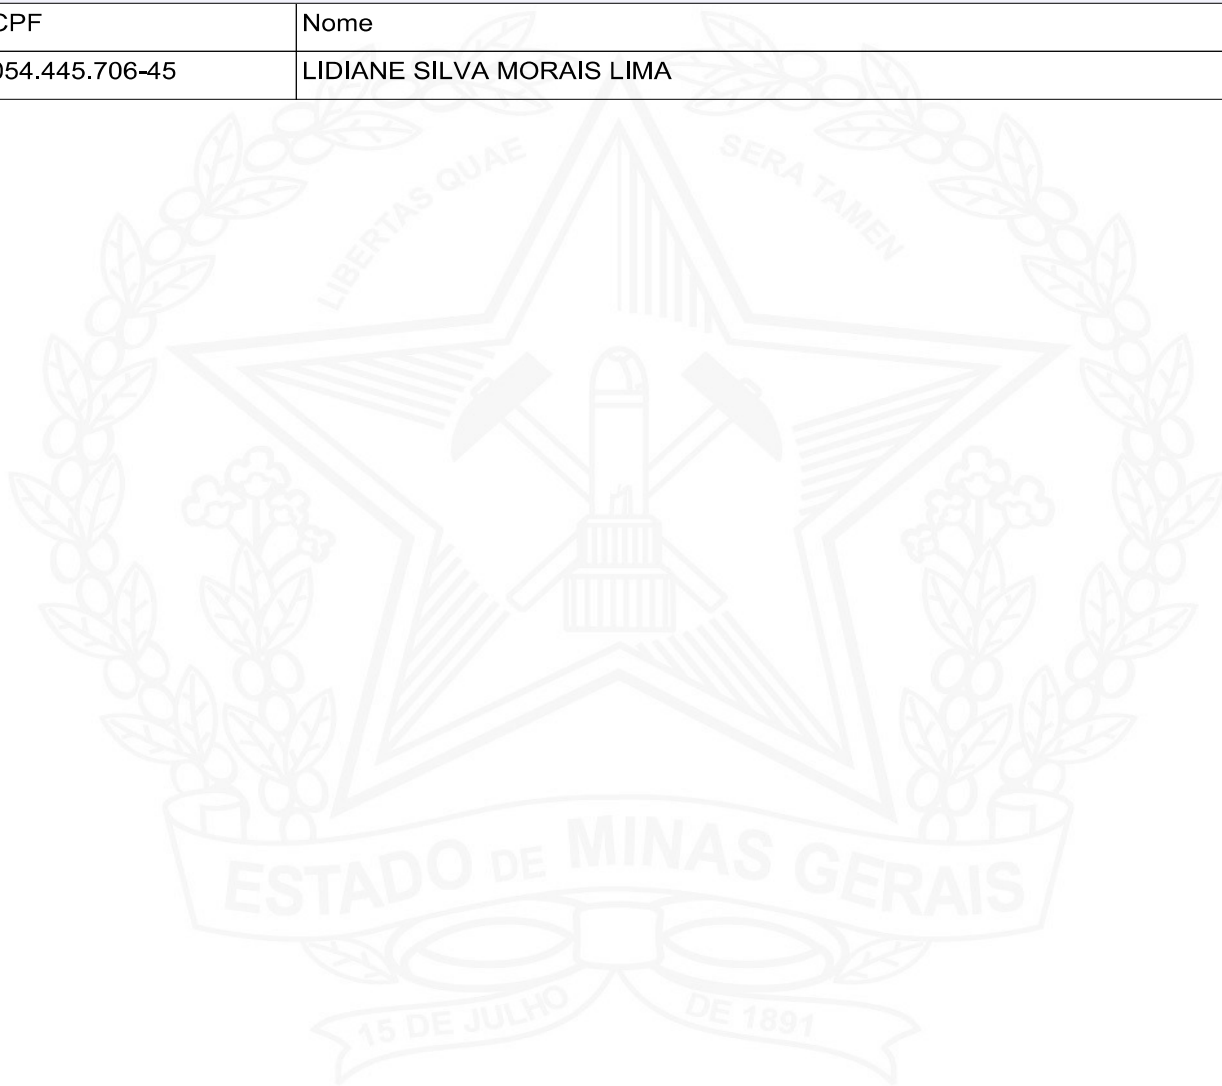 CPF Nome
054.445.706-45 LIDIANE SILVA MORAIS LIMA
LIBERTAS QUAE SERA TAMEN
ESTADO DE MINAS GERAIS
15 DE JULHO DE 1891